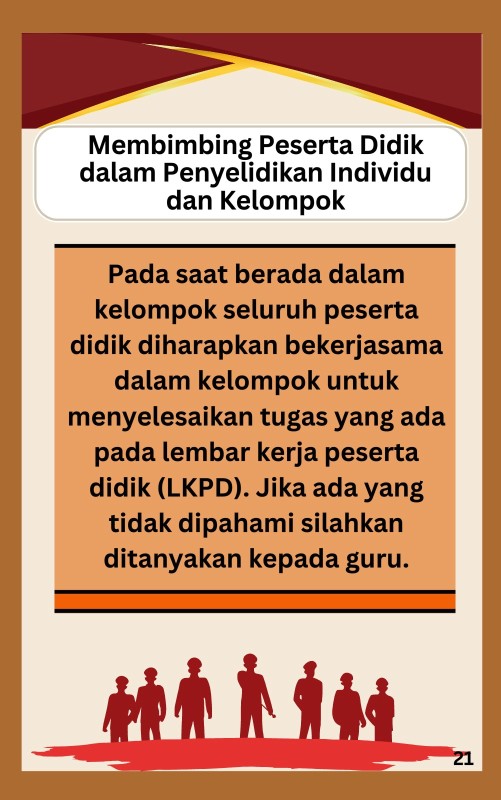 Membimbing Peserta Didik
dalam Penyelidikan Individu
dan Kelompok
Pada saat berada dalam
kelompok seluruh peserta
didik diharapkan bekerjasama
dalam kelompok untuk
menyelesaikan tugas yang ada
pada lembar kerja peserta
didik (LKPD). Jika ada yang
tidak dipahami silahkan
ditanyakan kepada guru.
21